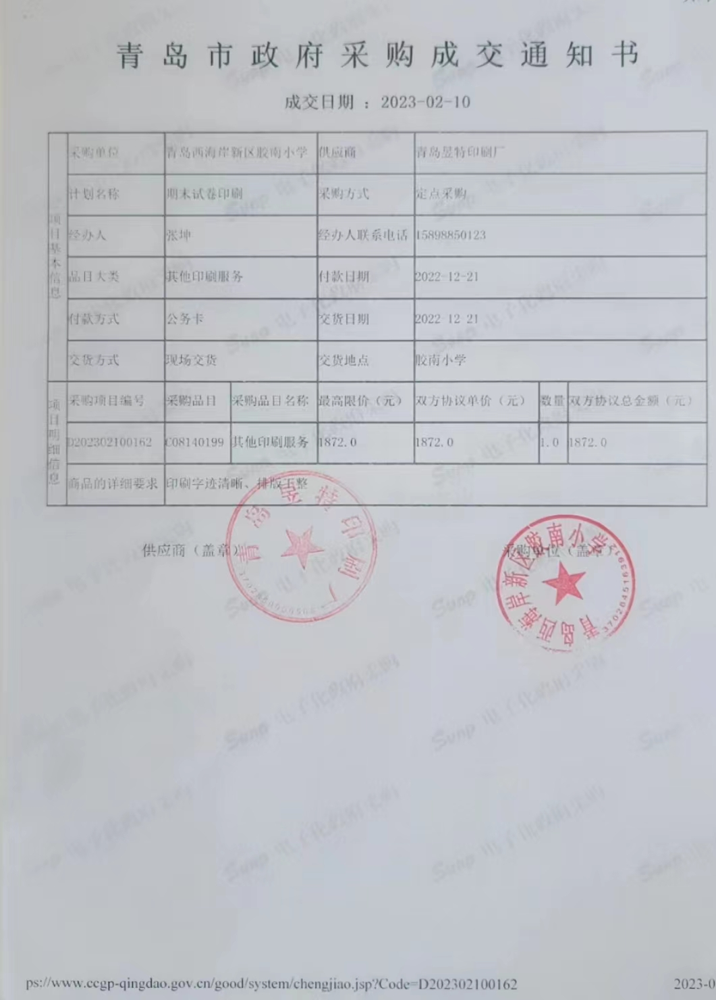 青岛市政府采购成交通知书
成交日期 ：2023-02-10
项目基本信息
采购单位 青岛西海岸新区胶南小学 供应商 青岛昱特印刷厂
计划名称 期末试卷印刷 采购方式 定点采购
经办人 张坤 经办人联系电话 15898850123
品目大类 其他印刷服务 付款日期 2022-12-21
付款方式 公务卡 交货日期 2022-12-21
交货方式 现场交货 交货地点 胶南小学
项目明细信息
采购项目编号 采购品目 采购品目名称 最高限价（元） 双方协议单价（元） 数量 双方协议总金额（元）
D202302100162 C08140199 其他印刷服务 1872.0 1872.0 1.0 1872.0
商品的详细要求 印刷字迹清晰、排版工整
供应商（盖章） 采购单位（盖章）
青岛昱特印刷厂
青岛西海岸新区胶南小学
3702845163912
Sunp 电子化政府采购
ps://www.ccgp-qingdao.gov.cn/good/system/chengjiao.jsp?Code=D202302100162 2023-0